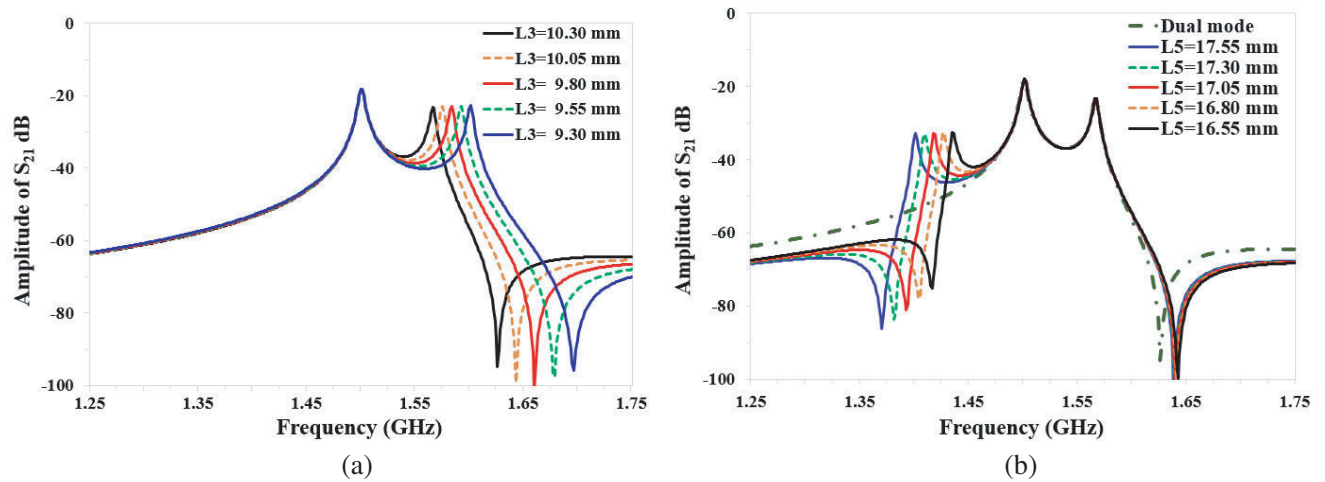 0
-20
-40
-60
-80
-100
Amplitude of S21 dB
L3=10.30 mm
L3=10.05 mm
L3= 9.80 mm
L3= 9.55 mm
L3= 9.30 mm
1.25 1.35 1.45 1.55 1.65 1.75
Frequency (GHz)
(a)
0
-20
-40
-60
-80
-100
Amplitude of S21 dB
Dual mode
L5=17.55 mm
L5=17.30 mm
L5=17.05 mm
L5=16.80 mm
L5=16.55 mm
1.25 1.35 1.45 1.55 1.65 1.75
Frequency (GHz)
(b)